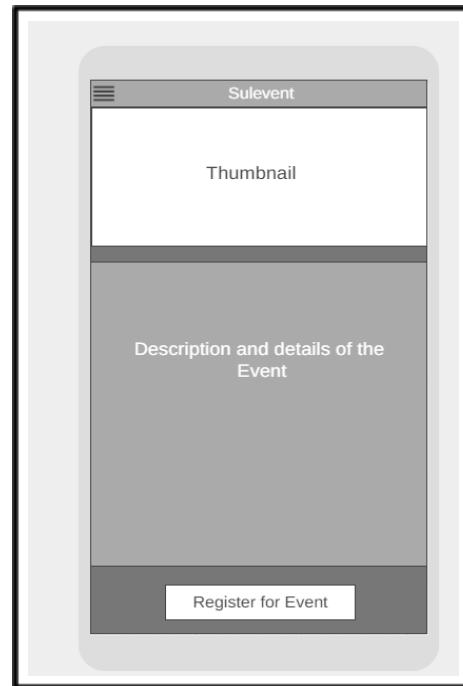 Sulevent
Thumbnail
Description and details of the
Event
Register for Event